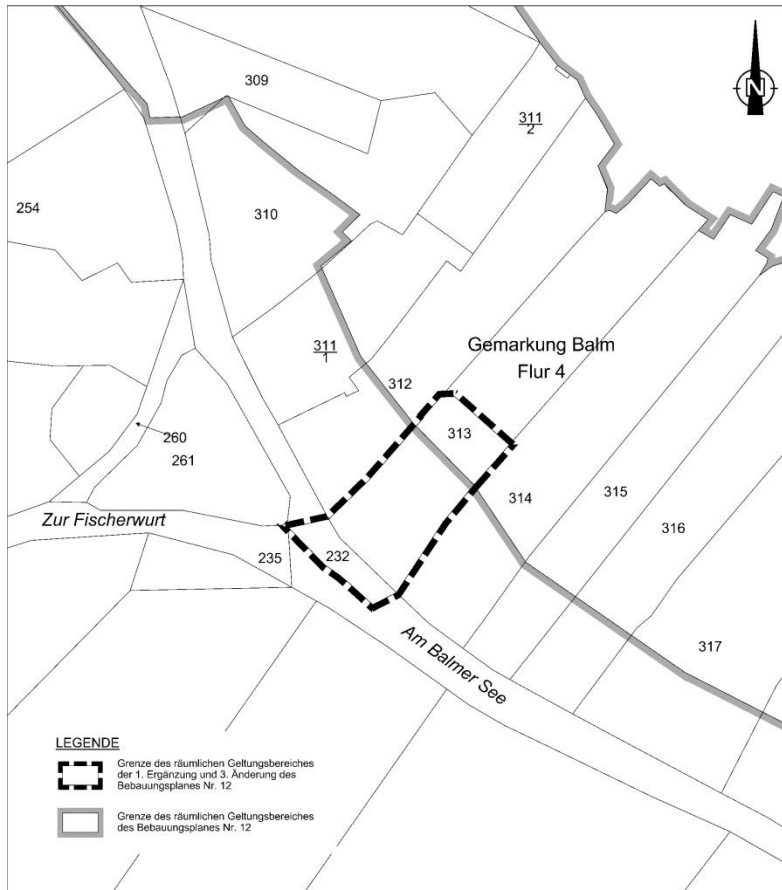 N
309
311
2
254
310
Gemarkung Balm
Flur 4
311
1
312
313
260
261
314
315
316
Zur Fischerwurt
235
232
317
Am Balmer See
LEGENDE
Grenze des räumlichen Geltungsbereiches
der 1. Ergänzung und 3. Änderung des
Bebauungsplanes Nr. 12
Grenze des räumlichen Geltungsbereiches
des Bebauungsplanes Nr. 12